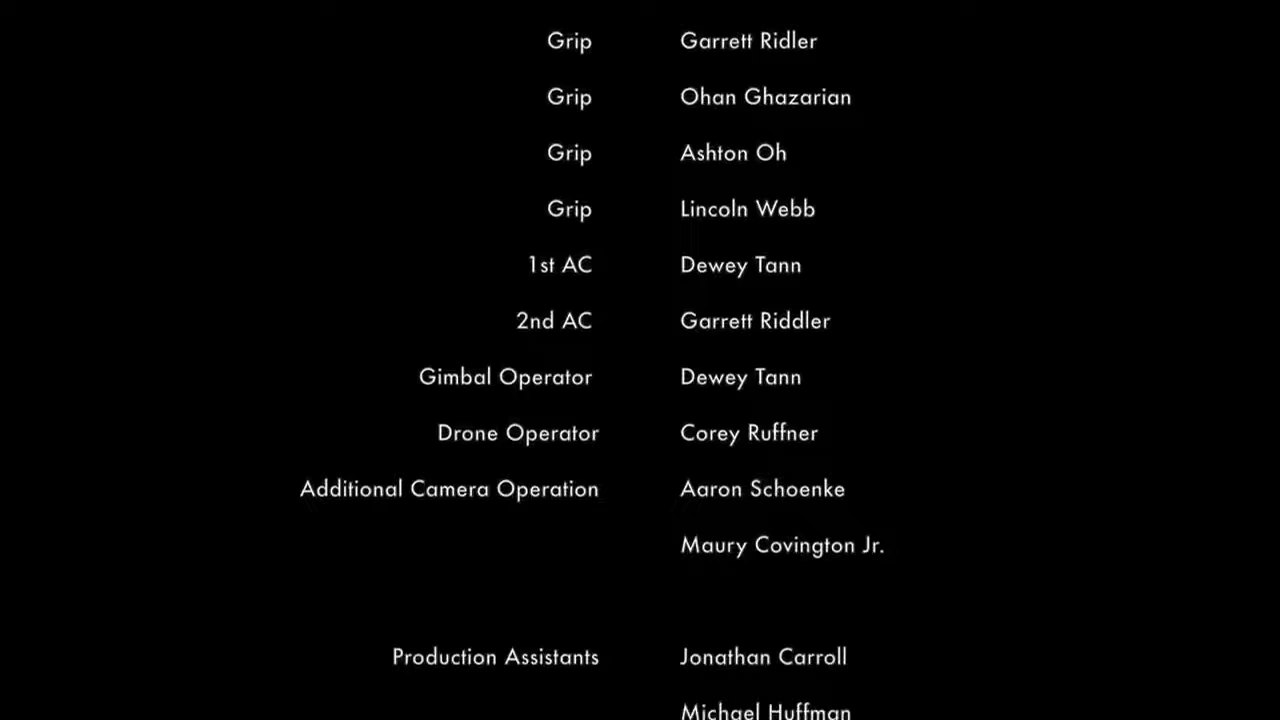 Grip Garrett Ridler
Grip Ohan Ghazarian
Grip Ashton Oh
Grip Lincoln Webb
1st AC Dewey Tann
2nd AC Garrett Riddler
Gimbal Operator Dewey Tann
Drone Operator Corey Ruffner
Additional Camera Operation Aaron Schoenke
Maury Covington Jr.
Production Assistants Jonathan Carroll
Michael Huffman